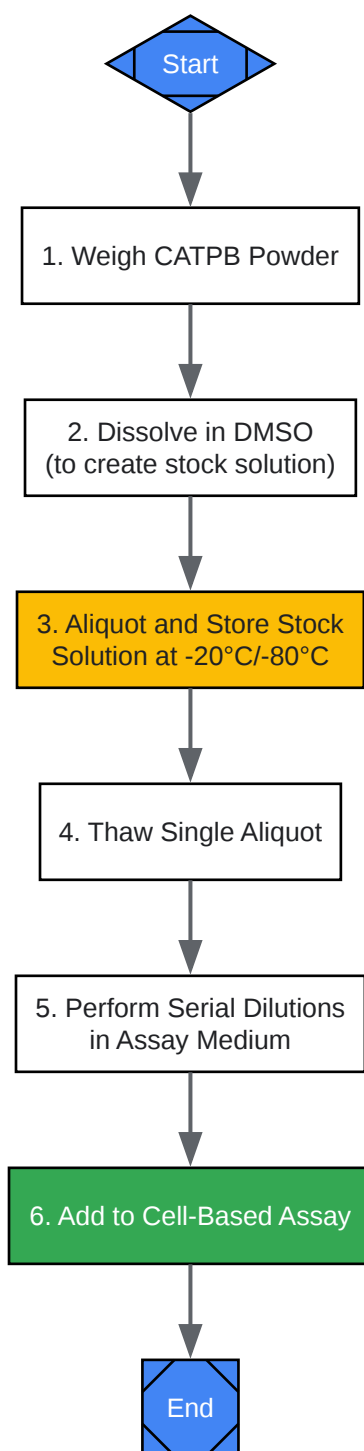 Start
1. Weigh CATPB Powder
2. Dissolve in DMSO
(to create stock solution)
3. Aliquot and Store Stock
Solution at -20°C/-80°C
4. Thaw Single Aliquot
5. Perform Serial Dilutions
in Assay Medium
6. Add to Cell-Based Assay
End